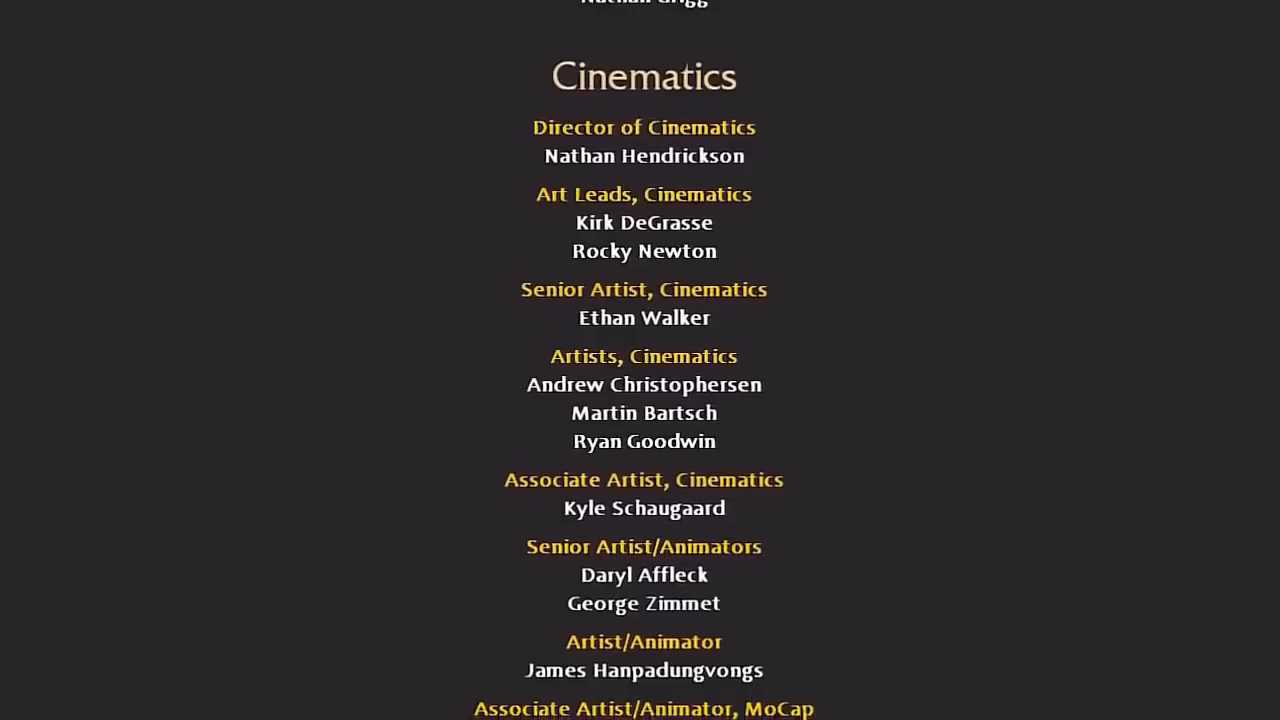 Nathan Grigg
Cinematics
Director of Cinematics
Nathan Hendrickson
Art Leads, Cinematics
Kirk DeGrasse
Rocky Newton
Senior Artist, Cinematics
Ethan Walker
Artists, Cinematics
Andrew Christophersen
Martin Bartsch
Ryan Goodwin
Associate Artist, Cinematics
Kyle Schaugaard
Senior Artist/Animators
Daryl Affleck
George Zimmet
Artist/Animator
James Hanpadungvongs
Associate Artist/Animator, MoCap